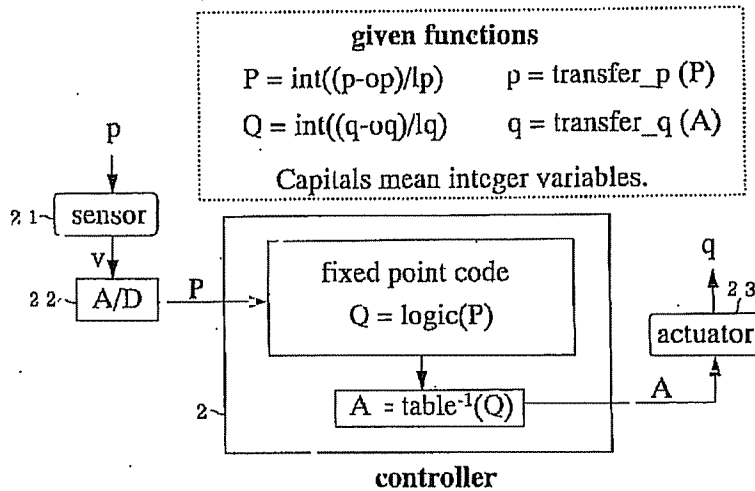 given functions
P = int((p-op)/lp) p = transfer_p (P)
Q = int((q-oq)/lq) q = transfer_q (A)
Capitals mean integer variables.
p
21 sensor
v
22 A/D
P
fixed point code
Q = logic(P)
2
A = table⁻¹(Q)
controller
q
23
actuator
A